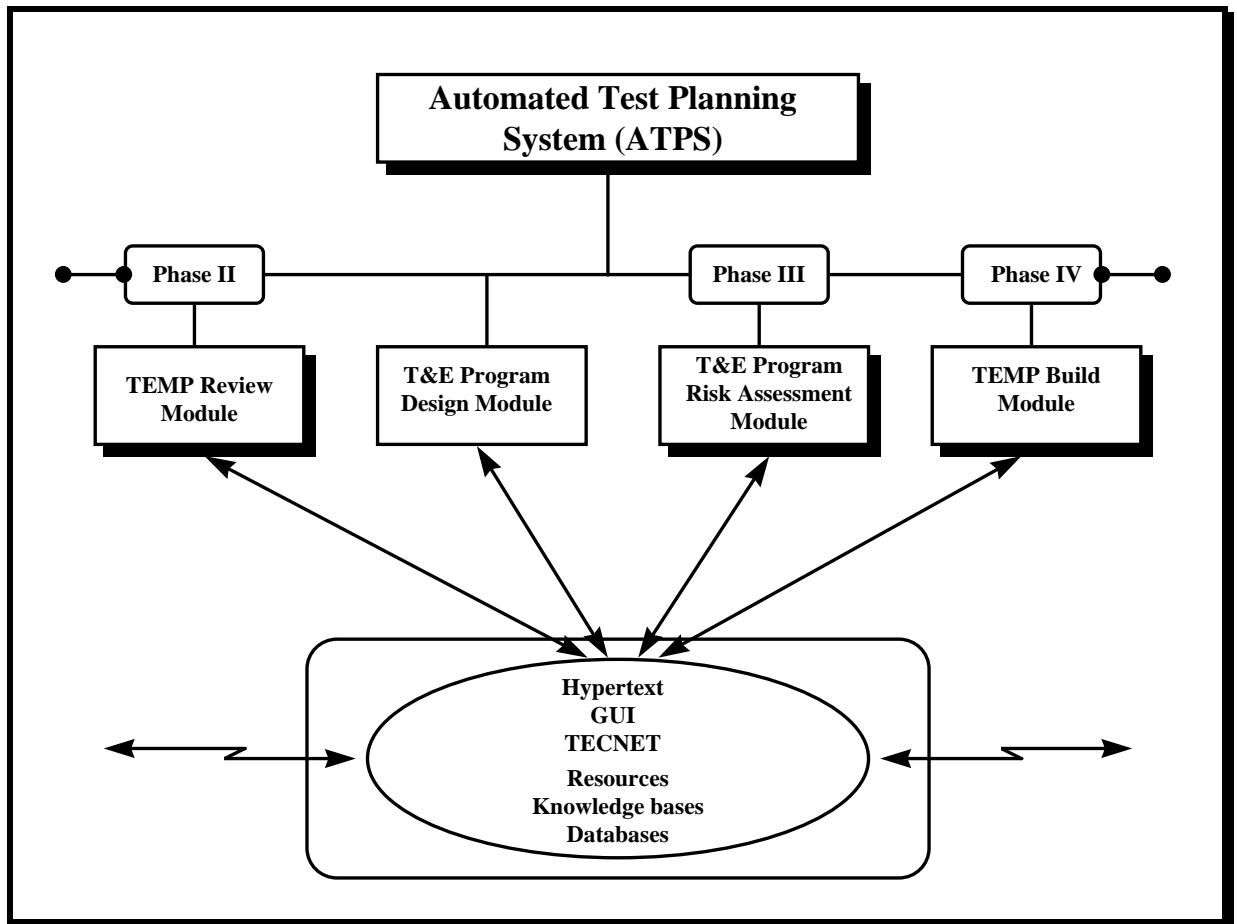 Automated Test Planning
System (ATPS)
Phase II
Phase III
Phase IV
TEMP Review
Module
T&E Program
Design Module
T&E Program
Risk Assessment
Module
TEMP Build
Module
Hypertext
GUI
TECNET
Resources
Knowledge bases
Databases